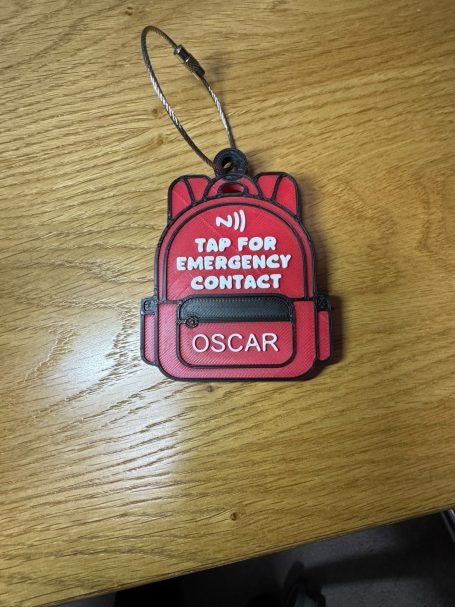 N
TAP FOR
EMERGENCY
CONTACT
OSCAR